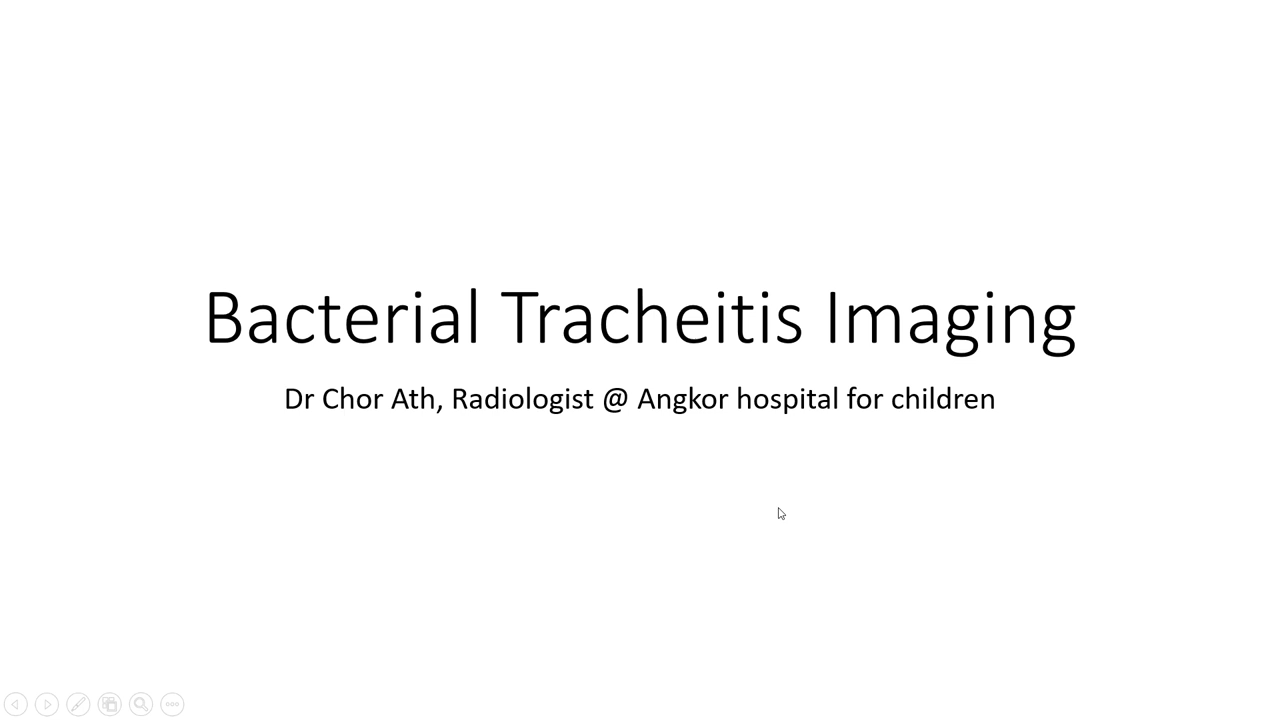 Bacterial Tracheitis Imaging
Dr Chor Ath, Radiologist @ Angkor hospital for children